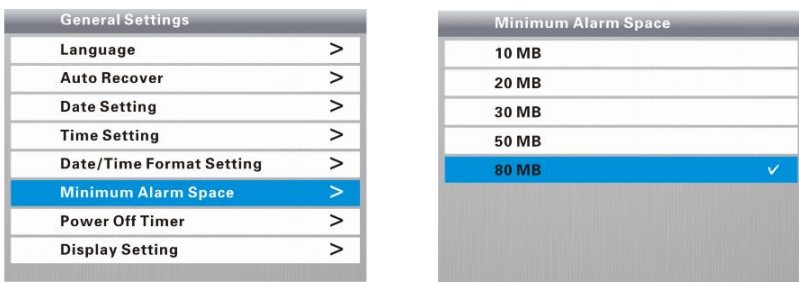 General Settings
Language >
Auto Recover >
Date Setting >
Time Setting >
Date/Time Format Setting >
Minimum Alarm Space >
Power Off Timer >
Display Setting >
Minimum Alarm Space
10 MB
20 MB
30 MB
50 MB
80 MB ✓